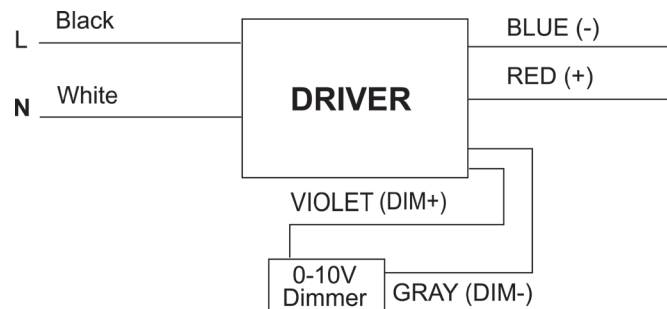 Black
L
BLUE (-)
RED (+)
White
N
DRIVER
VIOLET (DIM+)
0-10V
Dimmer
GRAY (DIM-)